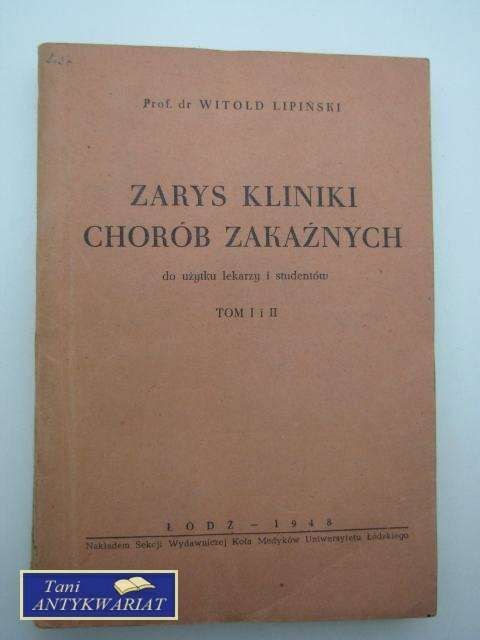 Prof. dr WITOLD LIPIŃSKI
ZARYS KLINIKI
CHORÓB ZAKAŹNYCH
do użytku lekarzy i studentów
TOM I i II
ŁÓDŹ – 1948
Nakładem Sekcji Wydawniczej Koła Medyków Uniwersytetu Łódzkiego
Tani
ANTYKWARIAT